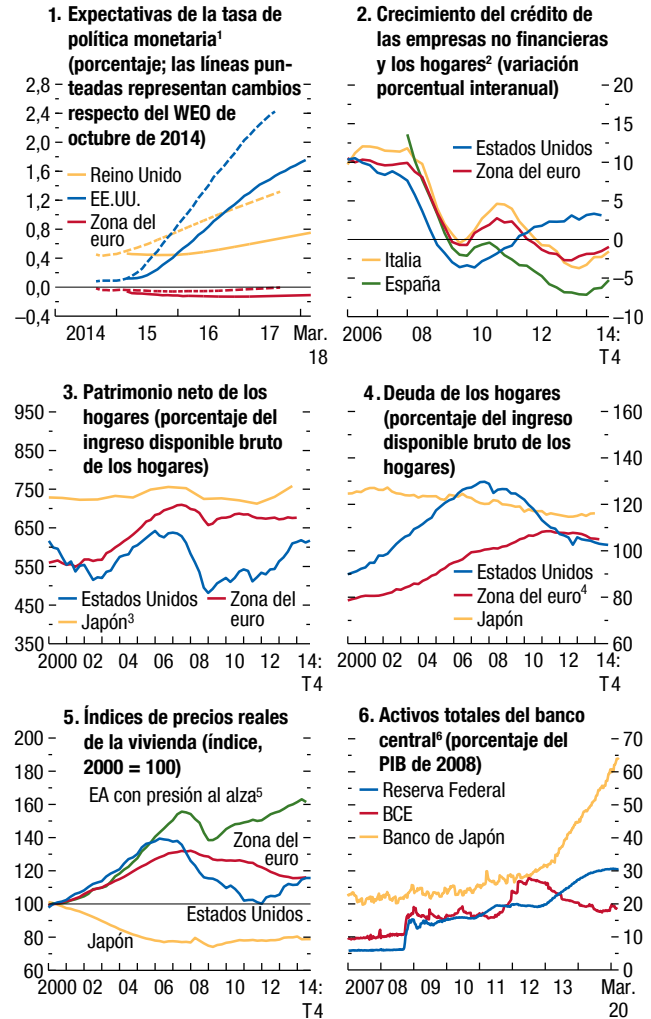 1. Expectativas de la tasa de
política monetaria¹
(porcentaje; las líneas pun-
teadas representan cambios
respecto del WEO de
octubre de 2014)
2,8
2,4
2,0
1,6
1,2
0,8
0,4
0,0
–0,4
Reino Unido
EE.UU.
Zona del
euro
2014 15 16 17 Mar.
18
2. Crecimiento del crédito de
las empresas no financieras
y los hogares² (variación
porcentual interanual)
20
15
10
5
0
–5
–10
Estados Unidos
Zona del euro
Italia
España
2006 08 10 12 14:
T4
3. Patrimonio neto de los
hogares (porcentaje del
ingreso disponible bruto
de los hogares)
950
850
750
650
550
450
350
Estados Unidos
Zona del
euro
Japón³
2000 02 04 06 08 10 12 14:
T4
4. Deuda de los hogares
(porcentaje del ingreso
disponible bruto de los
hogares)
160
140
120
100
80
60
Estados Unidos
Zona del euro⁴
Japón
2000 02 04 06 08 10 12 14:
T4
5. Índices de precios reales
de la vivienda (índice,
2000 = 100)
200
180
160
140
120
100
80
60
EA con presión al alza⁵
Zona del
euro
Estados Unidos
Japón
2000 02 04 06 08 10 12 14:
T4
6. Activos totales del banco
central⁶ (porcentaje del
PIB de 2008)
70
60
50
40
30
20
10
0
Reserva Federal
BCE
Banco de Japón
2007 08 09 10 11 12 13 Mar.
20